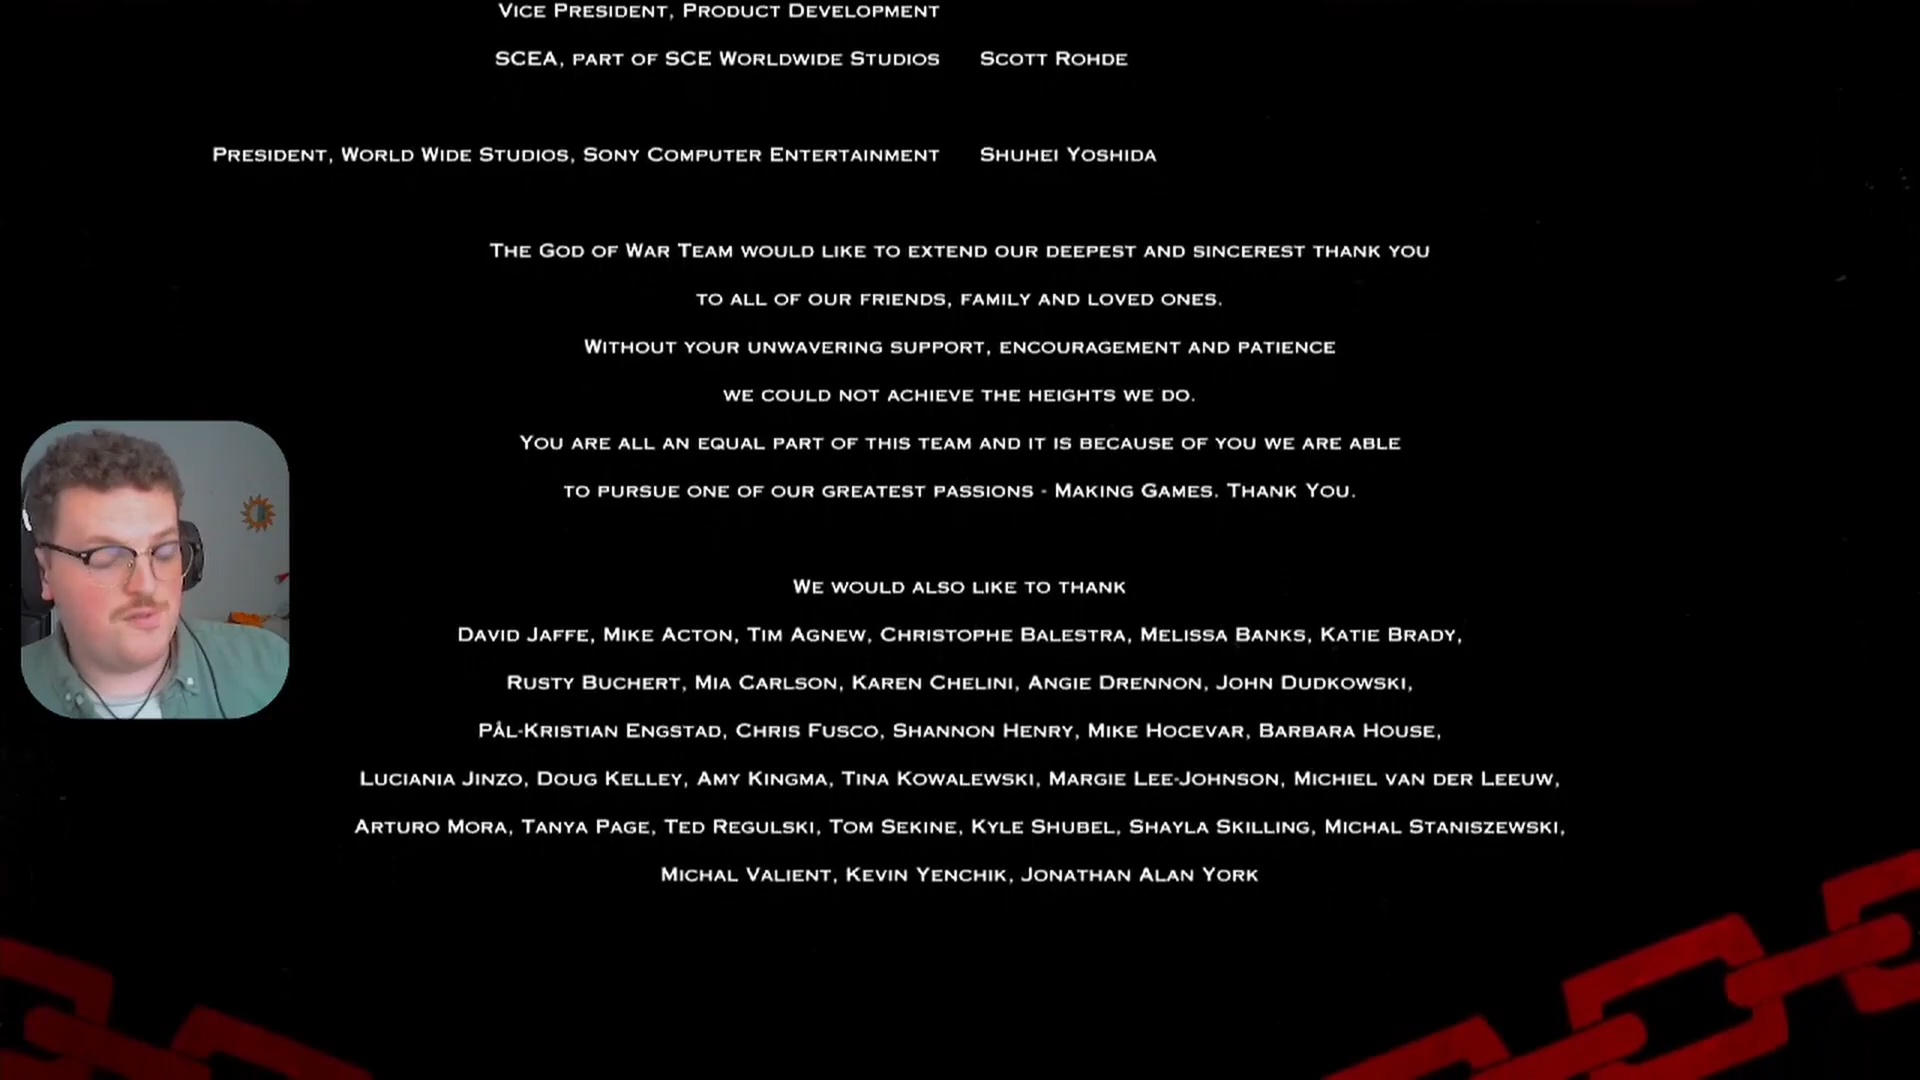 Vice President, Product Development
SCEA, part of SCE Worldwide Studios Scott Rohde
President, World Wide Studios, Sony Computer Entertainment Shuhei Yoshida
The God of War Team would like to extend our deepest and sincerest thank you
to all of our friends, family and loved ones.
Without your unwavering support, encouragement and patience
we could not achieve the heights we do.
You are all an equal part of this team and it is because of you we are able
to pursue one of our greatest passions - Making Games. Thank You.
We would also like to thank
David Jaffe, Mike Acton, Tim Agnew, Christophe Balestra, Melissa Banks, Katie Brady,
Rusty Buchert, Mia Carlson, Karen Chelini, Angie Drennon, John Dudkowski,
Pål-Kristian Engstad, Chris Fusco, Shannon Henry, Mike Hocevar, Barbara House,
Luciania Jinzo, Doug Kelley, Amy Kingma, Tina Kowalewski, Margie Lee-Johnson, Michiel van der Leeuw,
Arturo Mora, Tanya Page, Ted Regulski, Tom Sekine, Kyle Shubel, Shayla Skilling, Michal Staniszewski,
Michal Valient, Kevin Yenchik, Jonathan Alan York